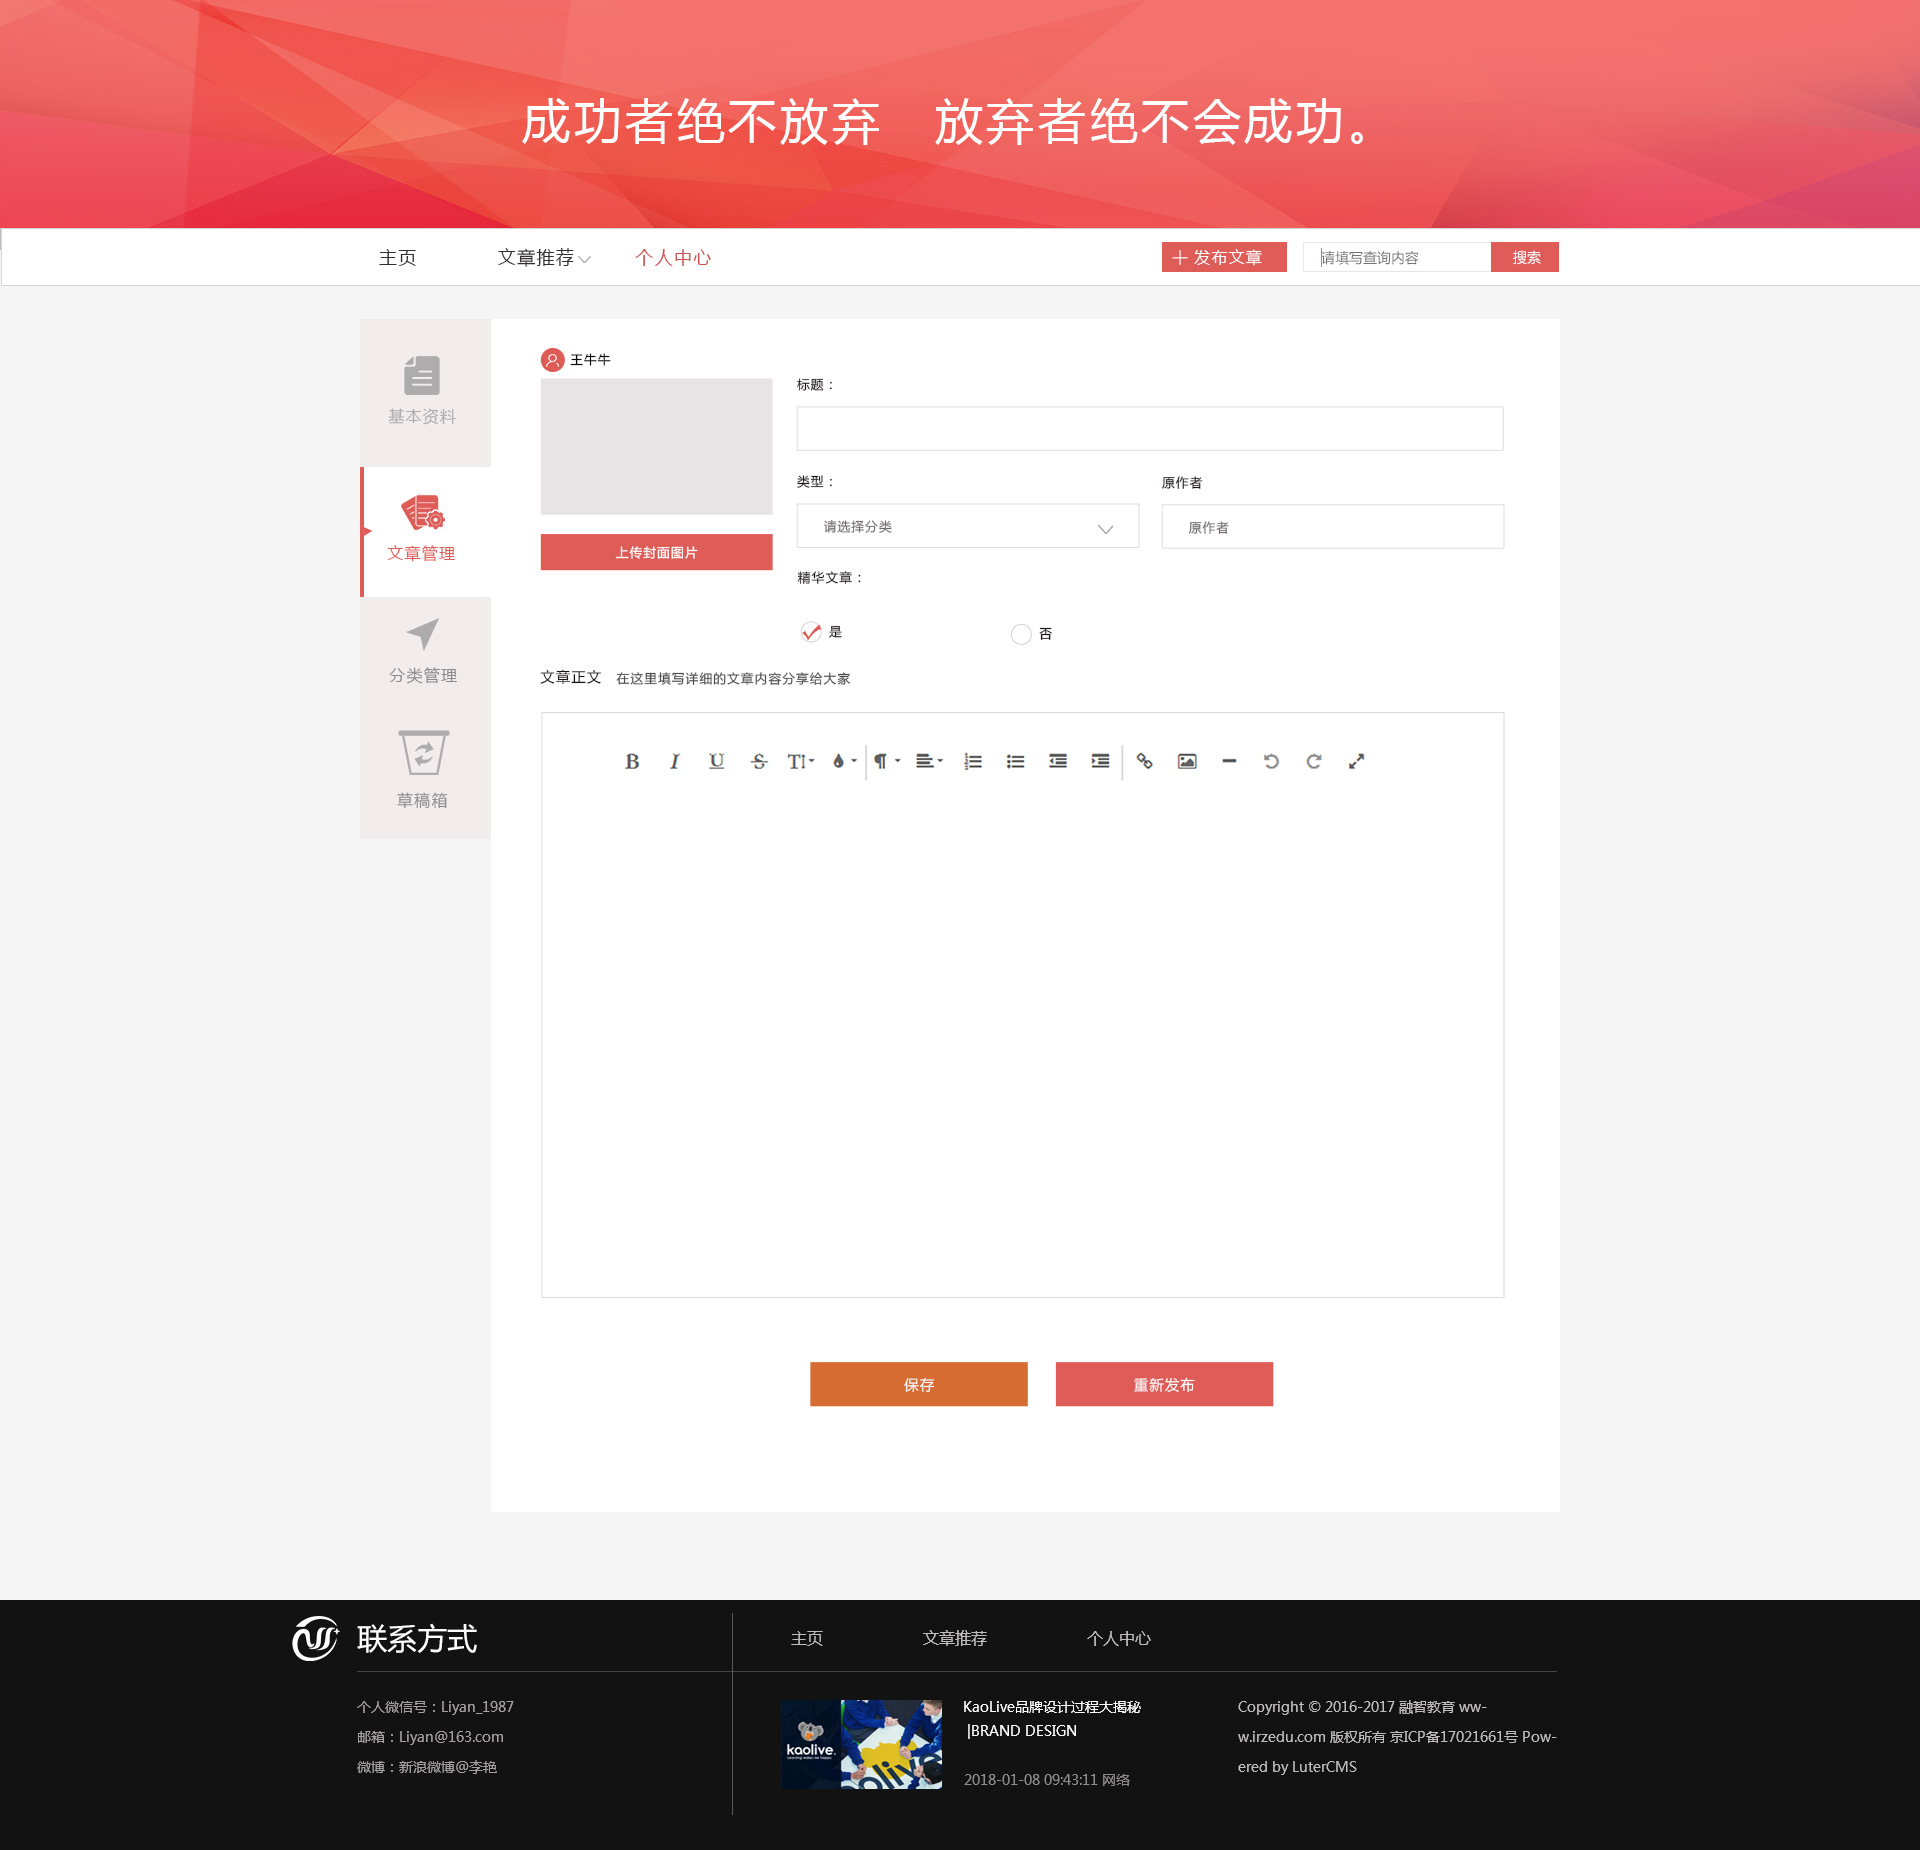 成功者绝不放弃　放弃者绝不会成功。
主页 文章推荐 个人中心 发布文章 请填写查询内容 搜索
基本资料
文章管理
分类管理
草稿箱
王牛牛
上传封面图片
标题：
类型： 原作者
请选择分类 原作者
精华文章：
是 否
文章正文 在这里填写详细的文章内容分享给大家
B I U S T
保存 重新发布
联系方式
主页 文章推荐 个人中心
个人微信号：Liyan_1987
邮箱：Liyan@163.com
微博：新浪微博@李艳
kaolive.
KaoLive品牌设计过程大揭秘
|BRAND DESIGN
2018-01-08 09:43:11 网络
Copyright © 2016-2017 融智教育 ww-
w.irzedu.com 版权所有 京ICP备17021661号 Pow-
ered by LuterCMS